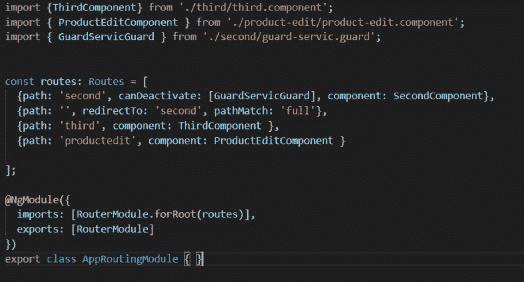 import {ThirdComponent} from './third/third.component';
import { ProductEditComponent } from './product-edit/product-edit.component';
import { GuardServicGuard } from './second/guard-servic.guard';
const routes: Routes = [
{path: 'second', canDeactivate: [GuardServicGuard], component: SecondComponent},
{path: '', redirectTo: 'second', pathMatch: 'full'},
{path: 'third', component: ThirdComponent },
{path: 'productedit', component: ProductEditComponent }
];
@NgModule({
imports: [RouterModule.forRoot(routes)],
exports: [RouterModule]
})
export class AppRoutingModule { }